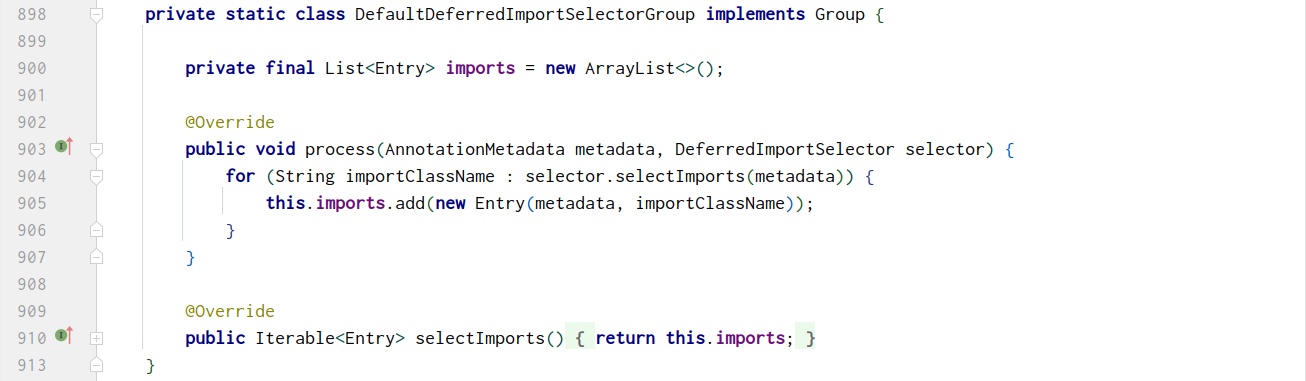 898 private static class DefaultDeferredImportSelectorGroup implements Group {
899
900 private final List<Entry> imports = new ArrayList<>();
901
902 @Override
903 public void process(AnnotationMetadata metadata, DeferredImportSelector selector) {
904 for (String importClassName : selector.selectImports(metadata)) {
905 this.imports.add(new Entry(metadata, importClassName));
906 }
907 }
908
909 @Override
910 public Iterable<Entry> selectImports() { return this.imports; }
913 }